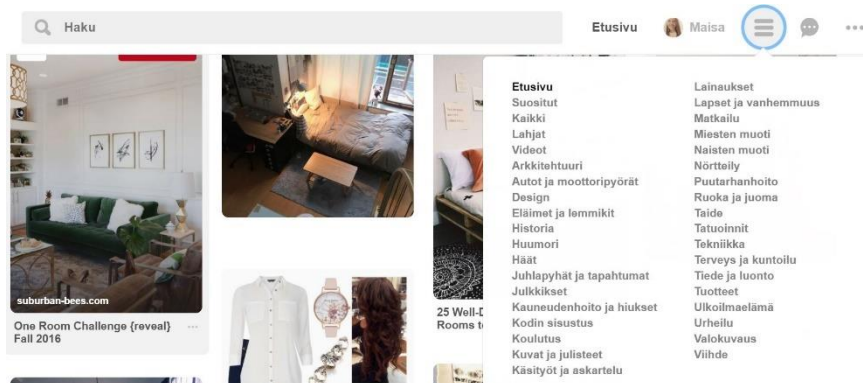 Haku
Etusivu
Maisa
suburban-bees.com
One Room Challenge {reveal}
Fall 2016
25 Well-D
Rooms to
Etusivu
Suositut
Kaikki
Lahjat
Videot
Arkkitehtuuri
Autot ja moottoripyörät
Design
Eläimet ja lemmikit
Historia
Huumori
Häät
Juhlapyhät ja tapahtumat
Julkkikset
Kauneudenhoito ja hiukset
Kodin sisustus
Koulutus
Kuvat ja julisteet
Käsityöt ja askartelu
Lainaukset
Lapset ja vanhemmuus
Matkailu
Miesten muoti
Naisten muoti
Nörtteily
Puutarhanhoito
Ruoka ja juoma
Taide
Tatuoinnit
Tekniikka
Terveys ja kuntoilu
Tiede ja luonto
Tuotteet
Ulkoilmaelämä
Urheilu
Valokuvaus
Viihde